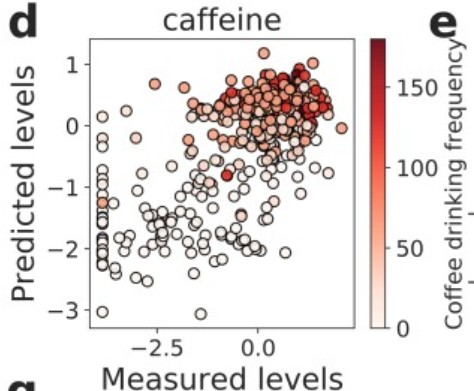 d
caffeine
e
Predicted levels
1
0
−1
−2
−3
−2.5
0.0
Measured levels
150
100
50
0
Coffee drinking frequency